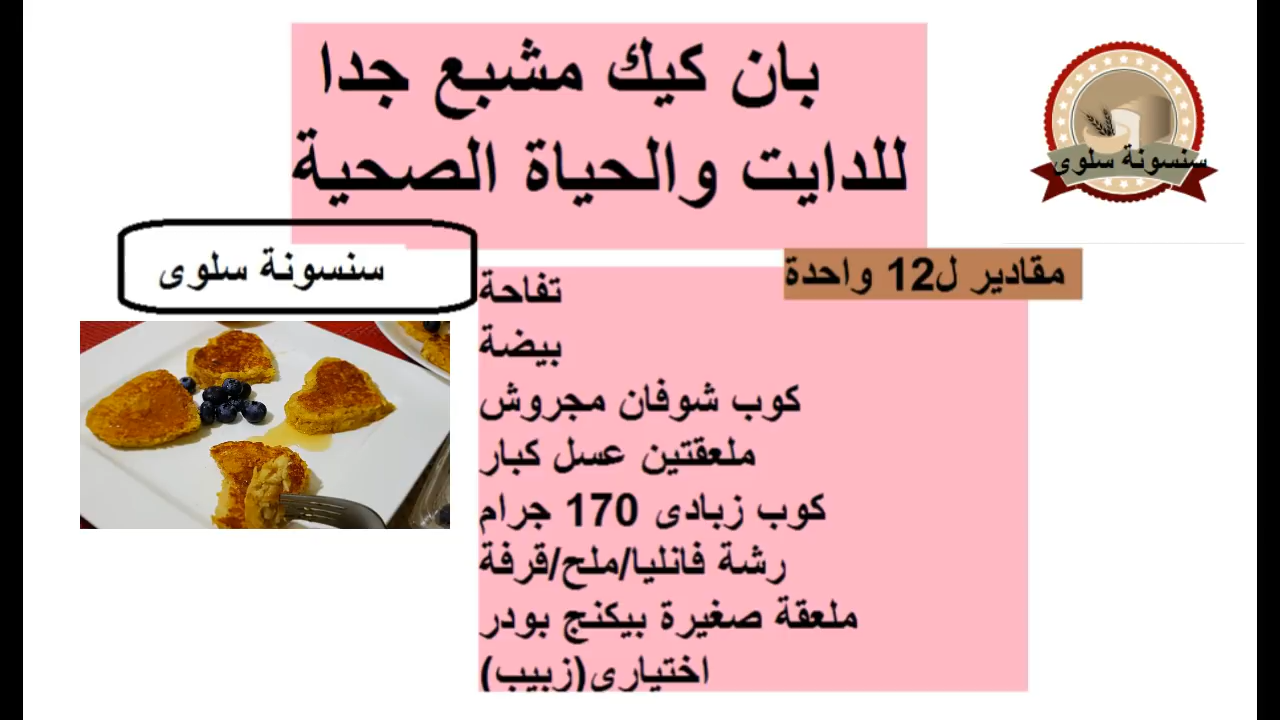 بان كيك مشبع جدا
للدايت والحياة الصحية
سنسونة سلوى
سنسونة سلوى
مقادير ل12 واحدة
تفاحة
بيضة
كوب شوفان مجروش
ملعقتين عسل كبار
كوب زبادى 170 جرام
رشة فانليا/ملح/قرفة
ملعقة صغيرة بيكنج بودر
اختيارى(زبيب)